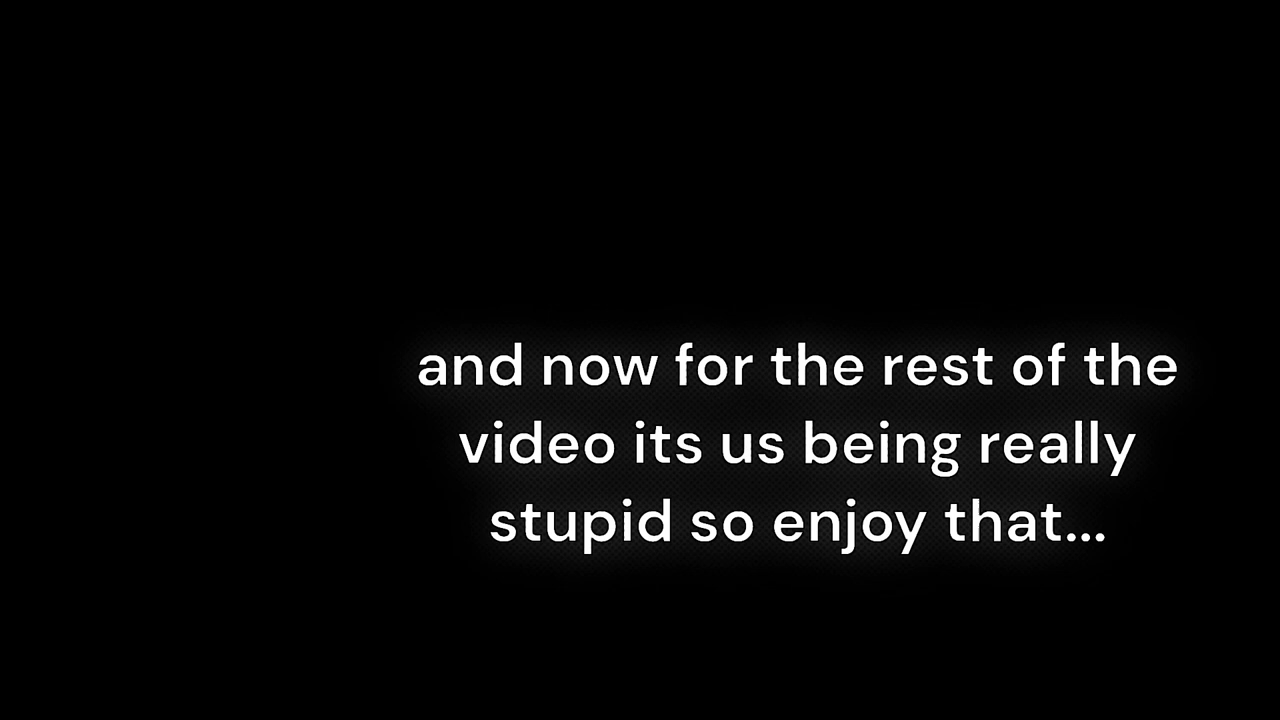 and now for the rest of the
video its us being really
stupid so enjoy that...